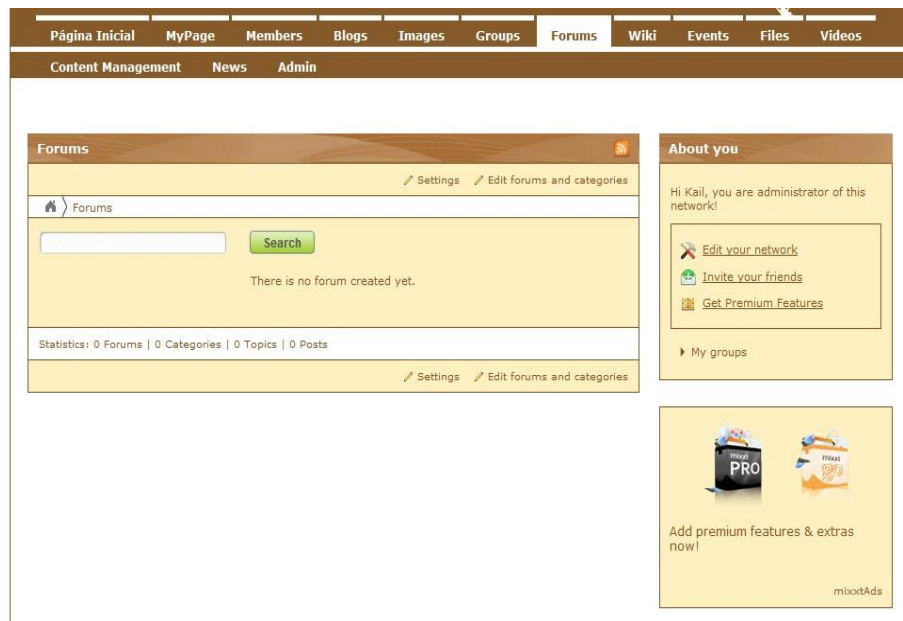 Página Inicial MyPage Members Blogs Images Groups Forums Wiki Events Files Videos
Content Management News Admin
Forums
Settings Edit forums and categories
Forums
Search
There is no forum created yet.
Statistics: 0 Forums | 0 Categories | 0 Topics | 0 Posts
Settings Edit forums and categories
About you
Hi Kail, you are administrator of this
network!
Edit your network
Invite your friends
Get Premium Features
My groups
mixxt
PRO
mixxt
go
Add premium features & extras
now!
mixxtAds